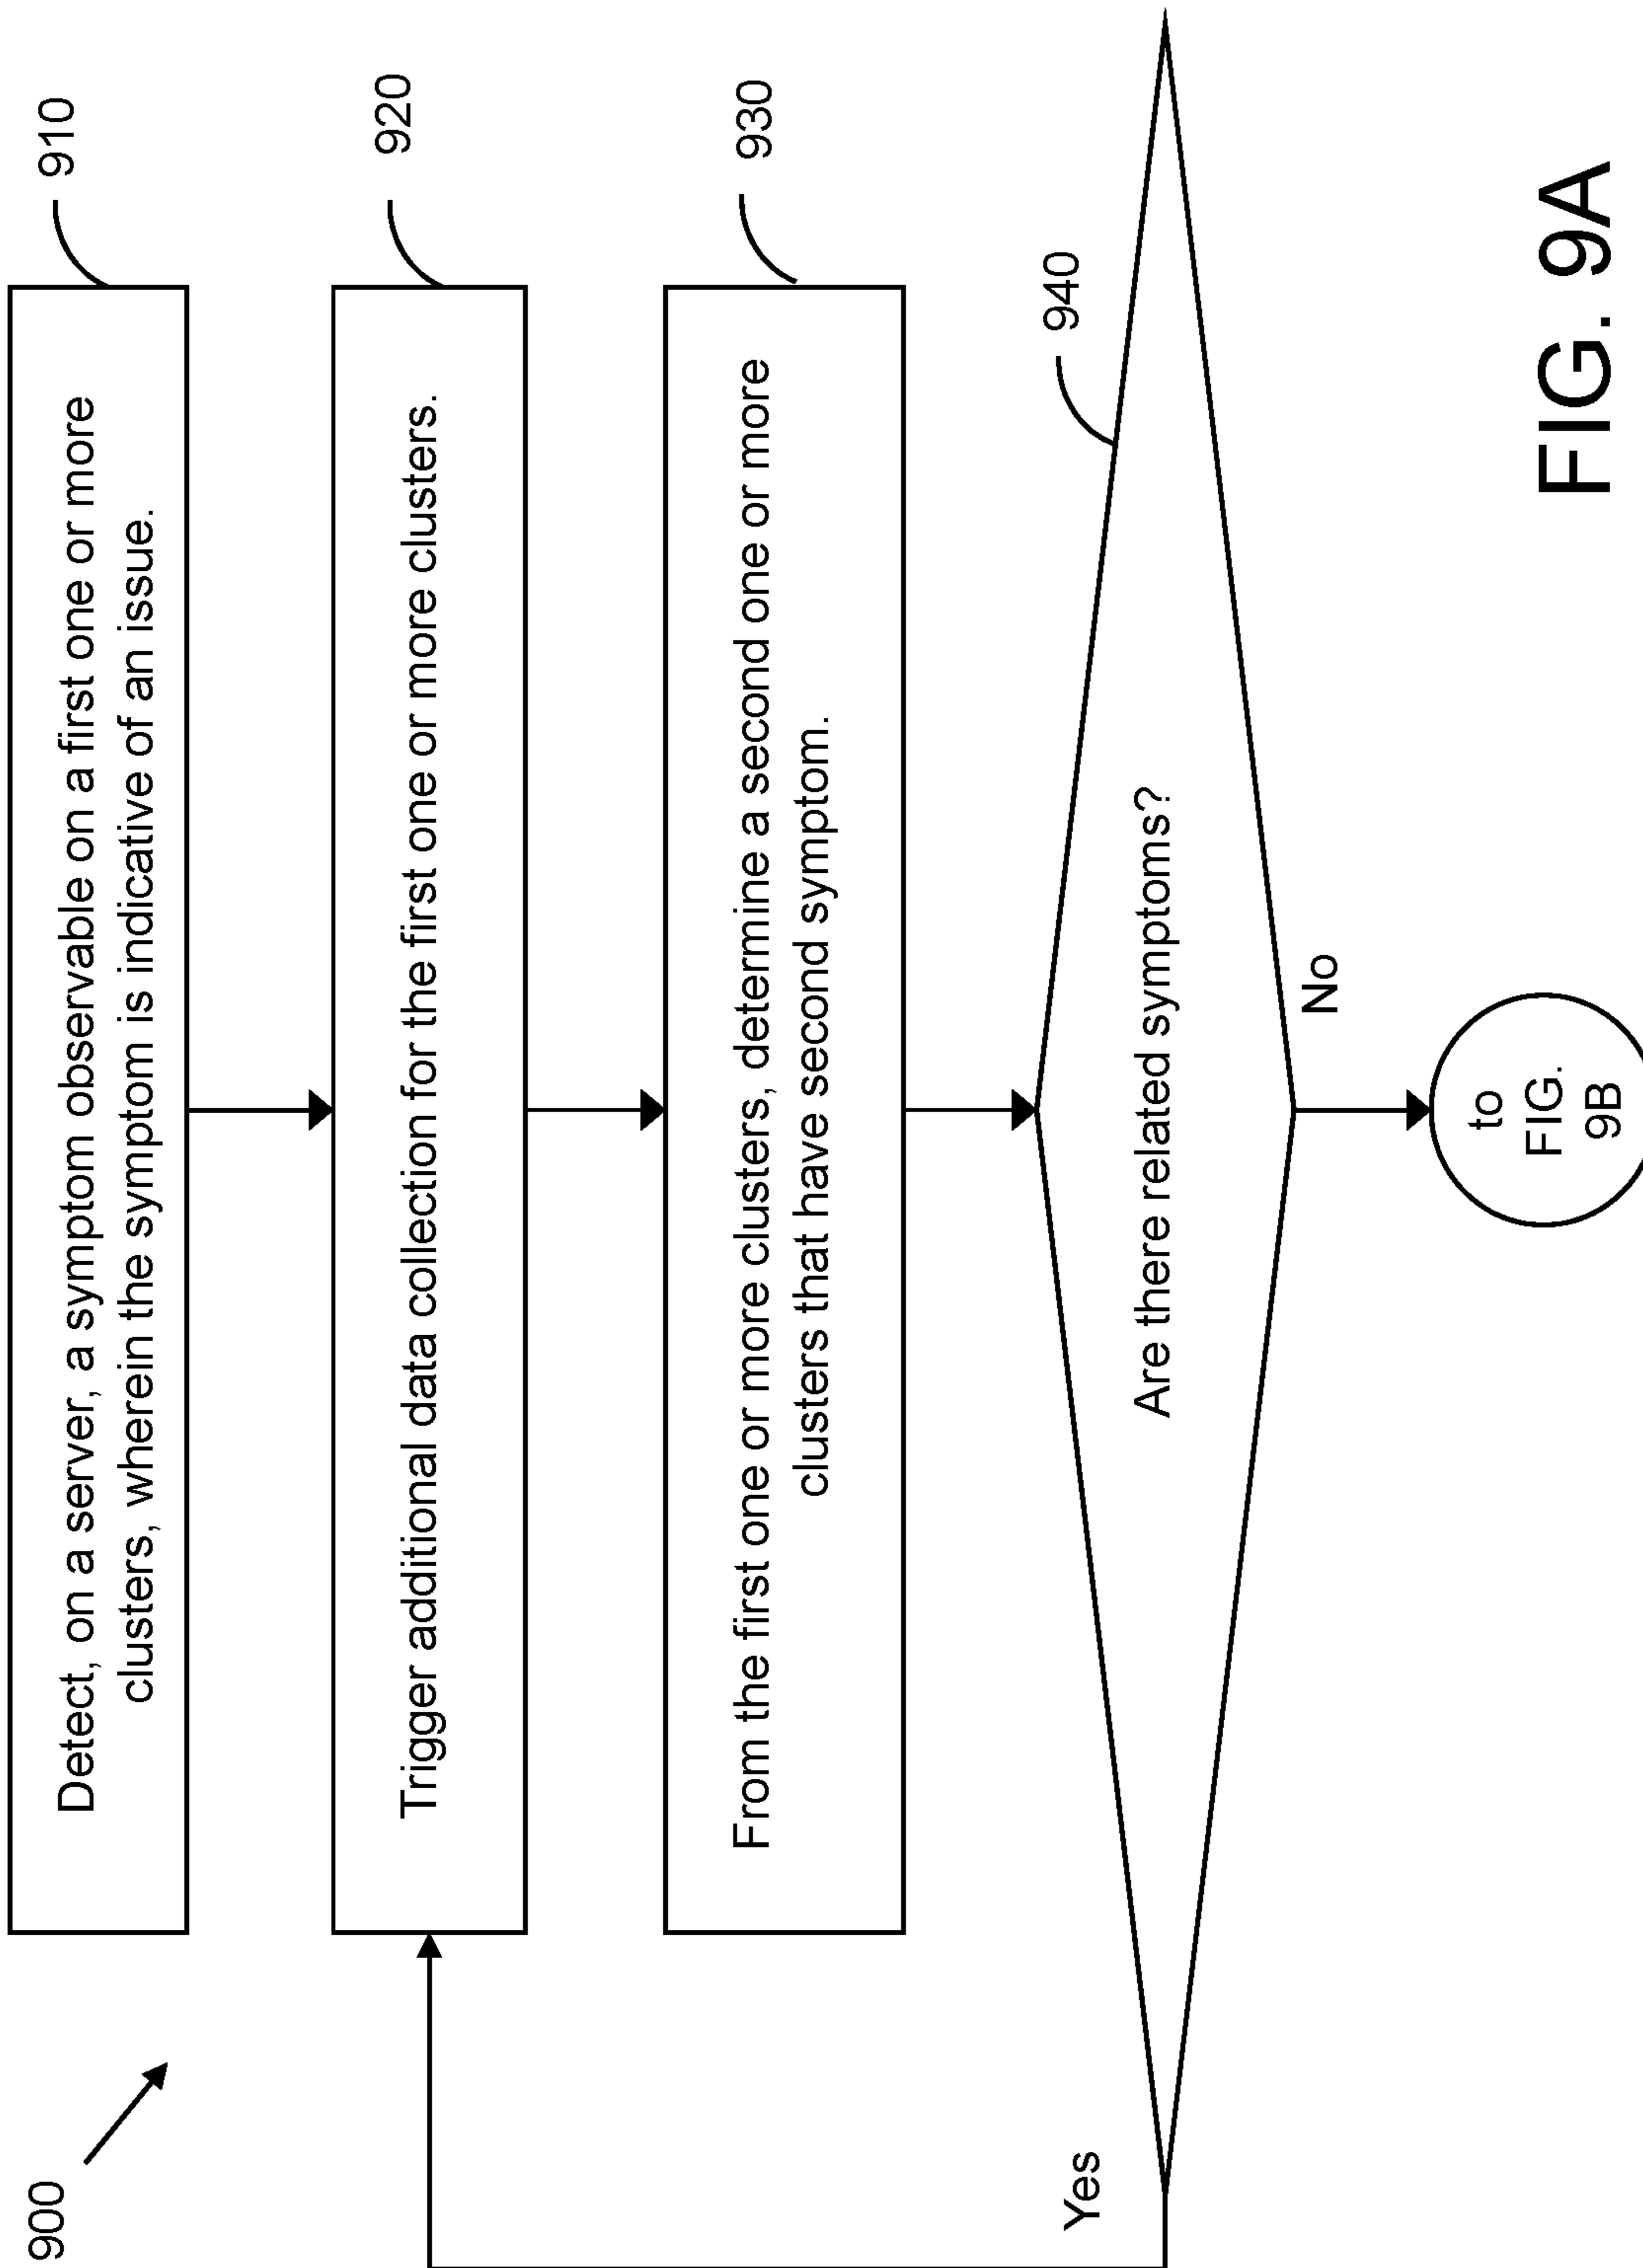 900
910
Detect, on a server, a symptom observable on a first one or more
clusters, wherein the symptom is indicative of an issue.
920
Trigger additional data collection for the first one or more clusters.
930
From the first one or more clusters, determine a second one or more
clusters that have second symptom.
940
Are there related symptoms?
Yes
No
to
FIG.
9B
FIG. 9A